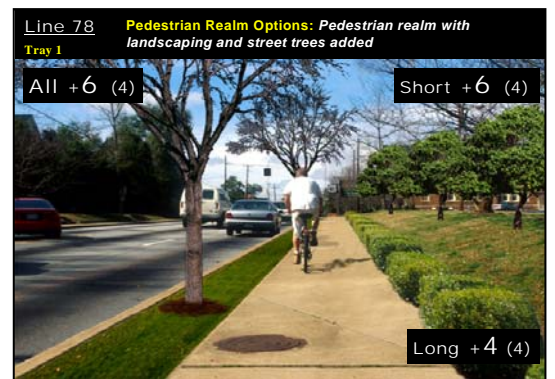 Line 78
Tray 1
Pedestrian Realm Options: Pedestrian realm with
landscaping and street trees added
All +6 (4)
Short +6 (4)
Long +4 (4)